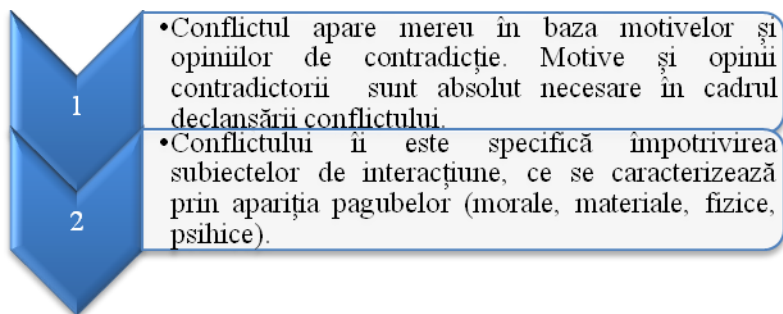 1
•Conflictul apare mereu în baza motivelor și
opiniilor de contradicție. Motive și opinii
contradictorii sunt absolut necesare în cadrul
declansării conflictului.
2
•Conflictului îi este specifică împotrivirea
subiectelor de interacțiune, ce se caracterizează
prin apariția pagubelor (morale, materiale, fizice,
psihice).